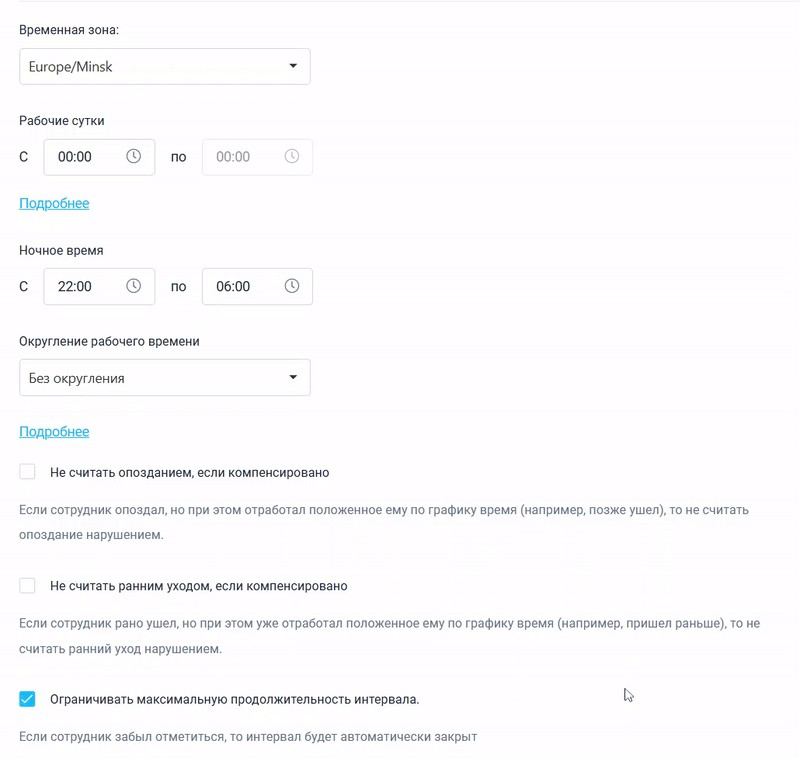 Временная зона:
Europe/Minsk
Рабочие сутки
С 00:00 по 00:00
Подробнее
Ночное время
С 22:00 по 06:00
Округление рабочего времени
Без округления
Подробнее
Не считать опозданием, если компенсировано
Если сотрудник опоздал, но при этом отработал положенное ему по графику время (например, позже ушел), то не считать
опоздание нарушением.
Не считать ранним уходом, если компенсировано
Если сотрудник рано ушел, но при этом уже отработал положенное ему по графику время (например, пришел раньше), то не
считать ранний уход нарушением.
Ограничивать максимальную продолжительность интервала.
Если сотрудник забыл отметиться, то интервал будет автоматически закрыт